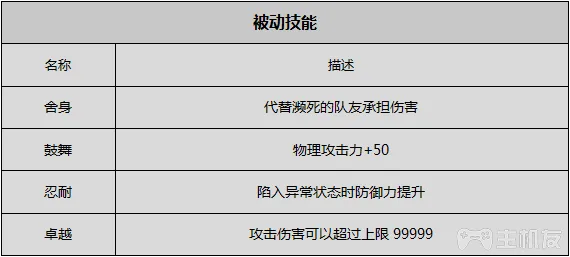 被动技能
名称 描述
舍身 代替濒死的队友承担伤害
鼓舞 物理攻击力+50
忍耐 陷入异常状态时防御力提升
卓越 攻击伤害可以超过上限 99999
主机友